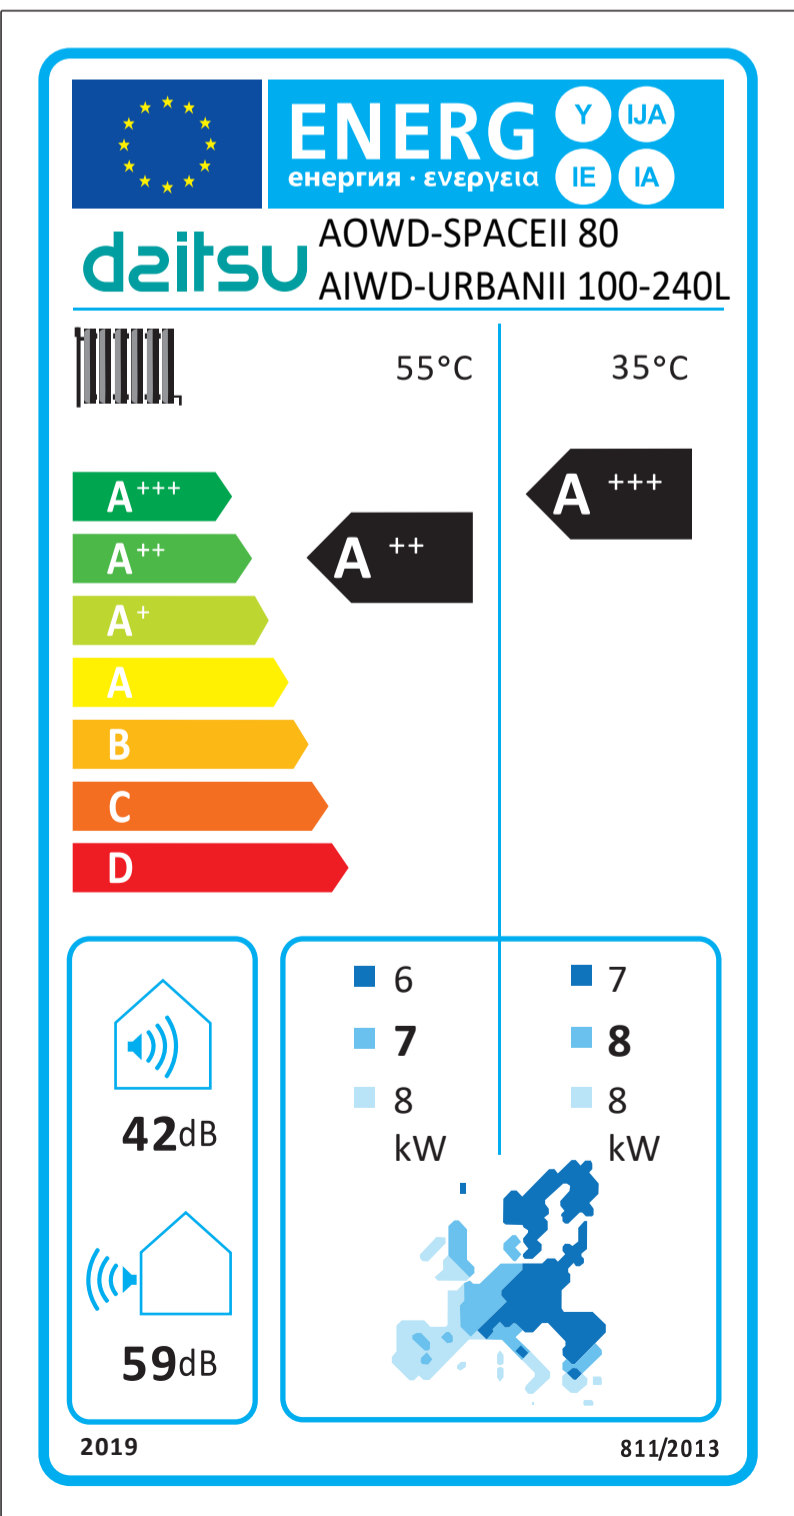 ENERG Y IJA
енергия · ενεργεια IE IA
daitsu
AOWD-SPACEII 80
AIWD-URBANII 100-240L
55°C 35°C
A+++
A++
A+
A
B
C
D
A ++
A +++
42dB
59dB
6
7
8
kW
7
8
8
kW
2019
811/2013